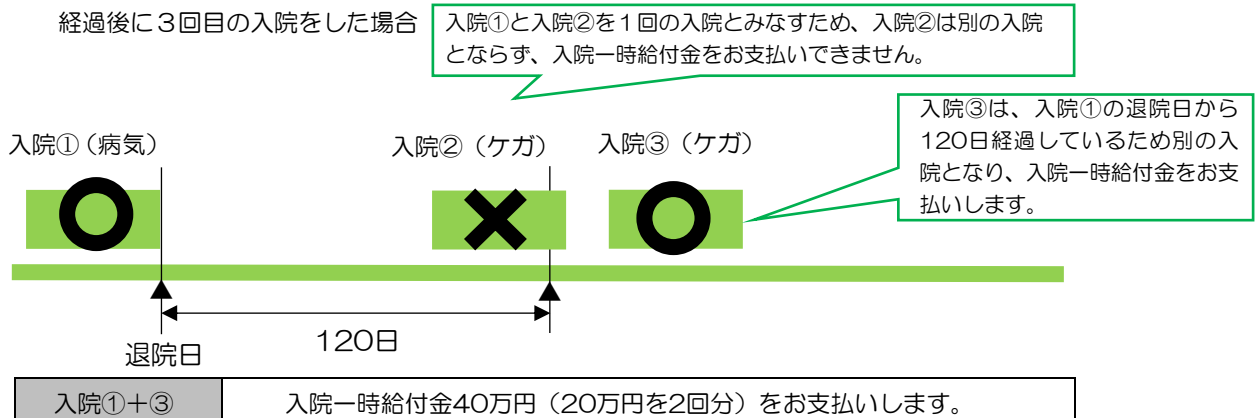 経過後に3回目の入院をした場合
入院①と入院②を1回の入院とみなすため、入院②は別の入院
とならず、入院一時給付金をお支払いできません。
入院③は、入院①の退院日から
120日経過しているため別の入
院となり、入院一時給付金をお支
払いします。
入院①(病気)
入院②(ケガ)
入院③(ケガ)
120日
退院日
入院①+③
入院一時給付金40万円(20万円を2回分)をお支払いします。